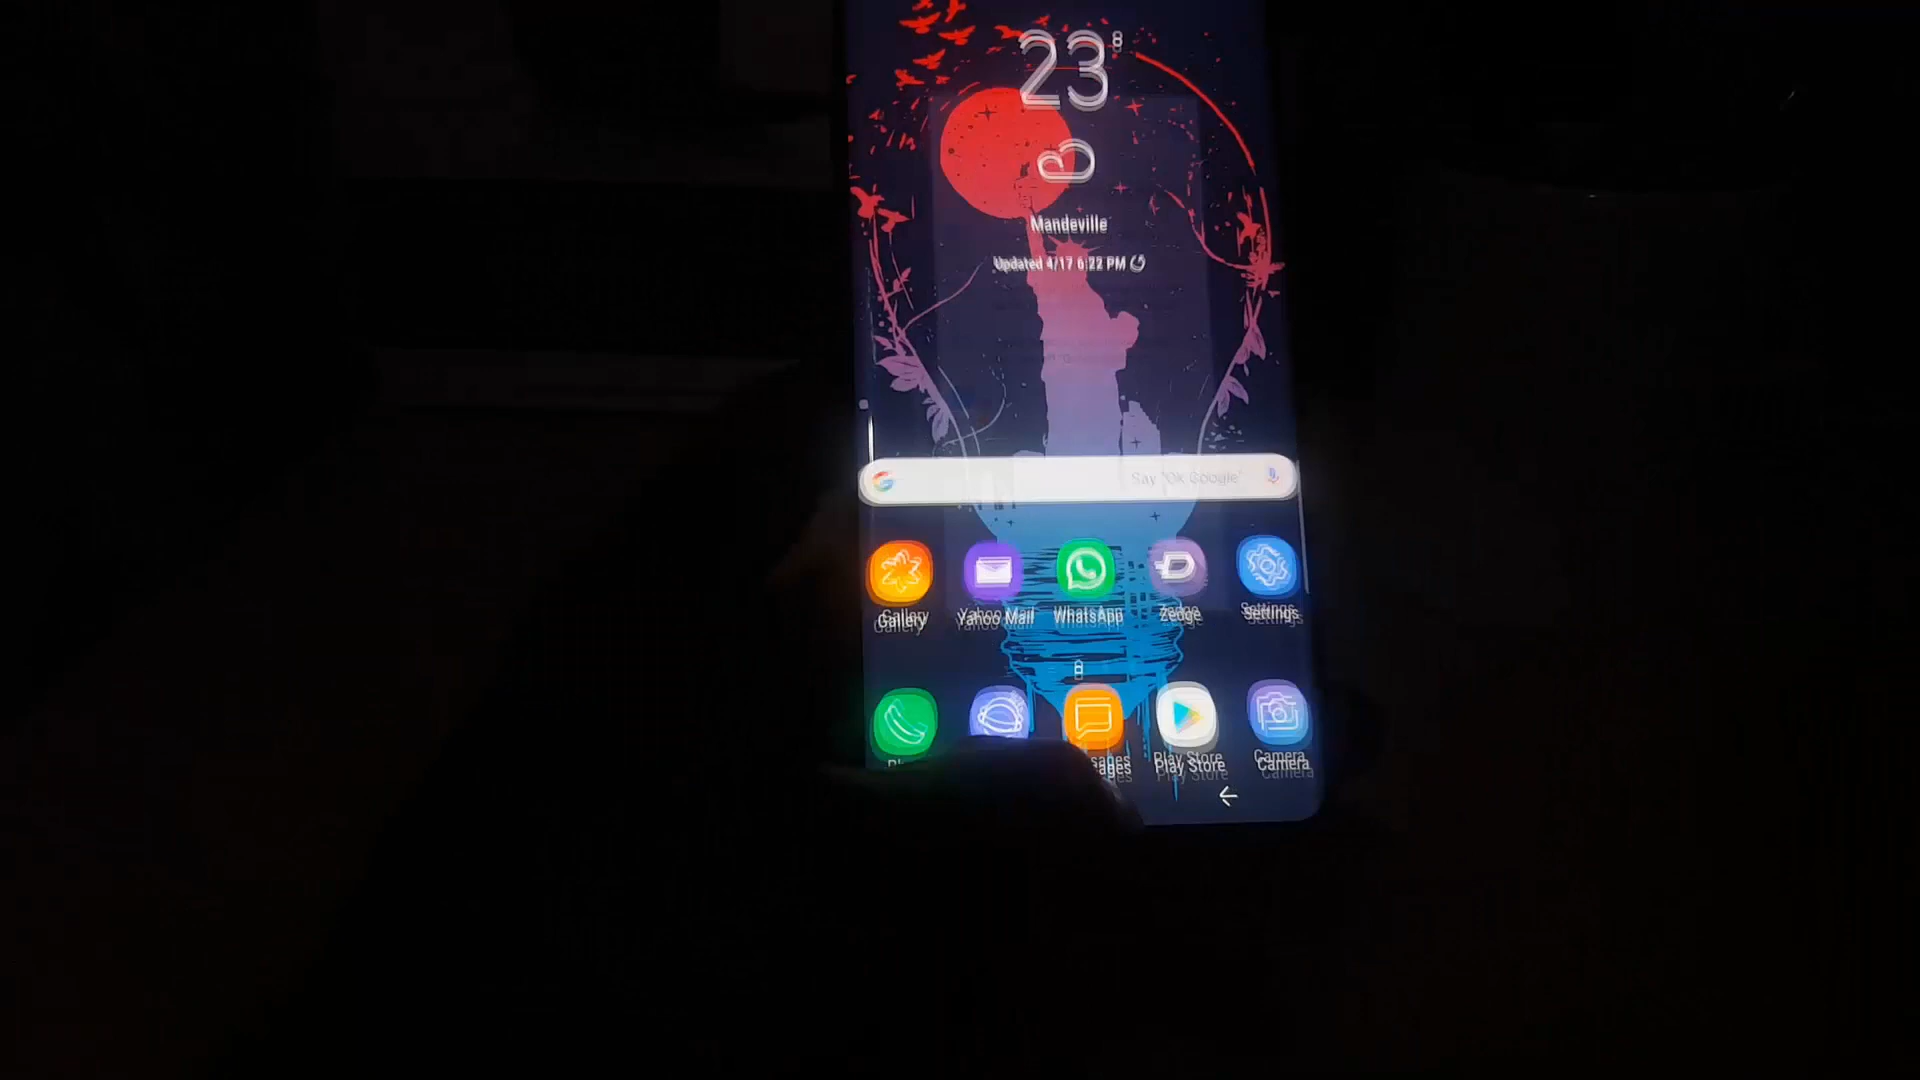 23°
Mandeville
Updated 4/17 6:22 PM
Say "Ok Google"
Gallery Yahoo Mail WhatsApp Zedge Settings
Play Store Camera